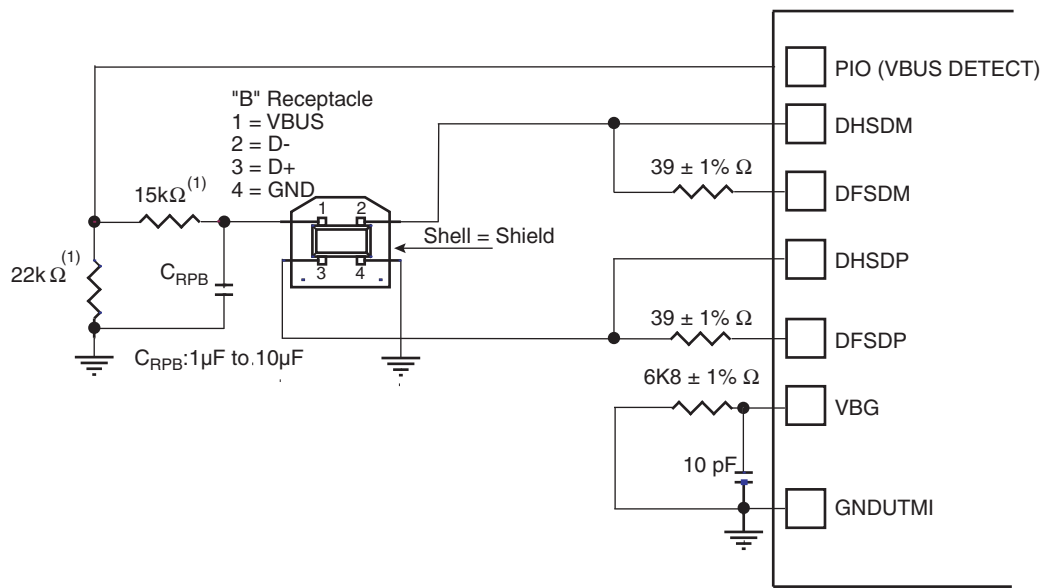 PIO (VBUS DETECT)
"B" Receptacle
1 = VBUS
2 = D-
3 = D+
4 = GND
DHSDM
39 ± 1% Ω
DFSDM
15kΩ(1)
1 2
3 4
Shell = Shield
22k Ω(1)
CRPB
CRPB:1µF to 10µF
DHSDP
39 ± 1% Ω
DFSDP
6K8 ± 1% Ω
VBG
10 pF
GNDUTMI